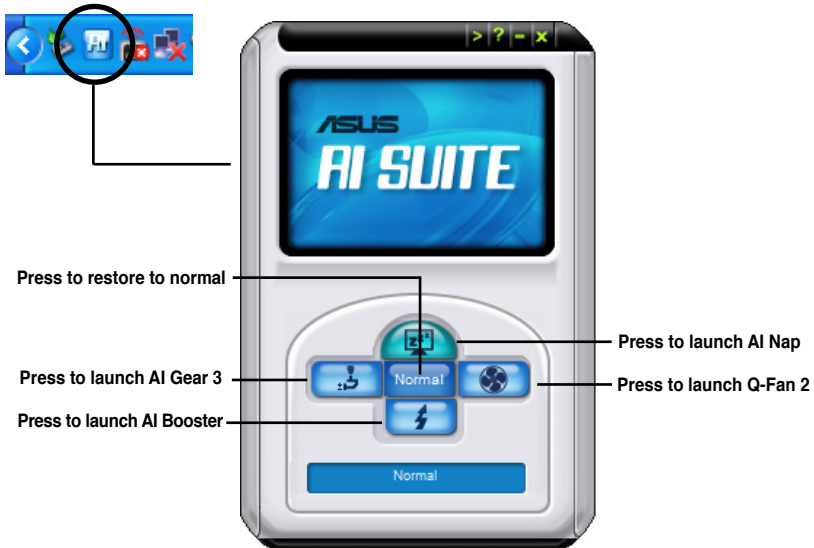 > ? - x
ASUS
AI SUITE
Press to restore to normal
Press to launch AI Nap
Press to launch AI Gear 3
Normal
Press to launch Q-Fan 2
Press to launch AI Booster
Normal